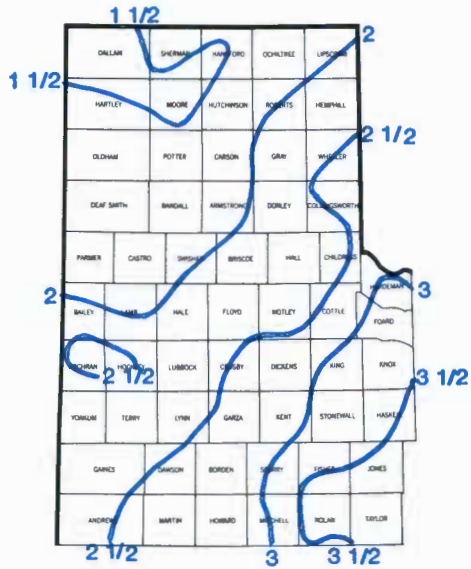 1 1/2
2
DALLAM SHERMAN HANSFORD OCHILTREE LIPSCOMB
1 1/2
HARTLEY MOORE HUTCHINSON ROBERTS HEMPHILL
2 1/2
OLDHAM POTTER CARSON GRAY WHEELER
DEAF SMITH RANDALL ARMSTRONG DONLEY COLLINGSWORTH
PARMER CASTRO SWISHER BRISCOE HALL CHILDRESS
HARDEMAN
2
3
BAILEY LAMB HALE FLOYD MOTLEY COTTLE
FOARD
COCHRAN HOCKLEY LUBBOCK CROSBY DICKENS KING KNOX
2 1/2
3 1/2
YOAKUM TERRY LYNN GARZA KENT STONEWALL HASKELL
GAINES DAWSON BORDEN SCURRY FISHER JONES
ANDREWS MARTIN HOWARD MITCHELL NOLAN TAYLOR
2 1/2
3
3 1/2